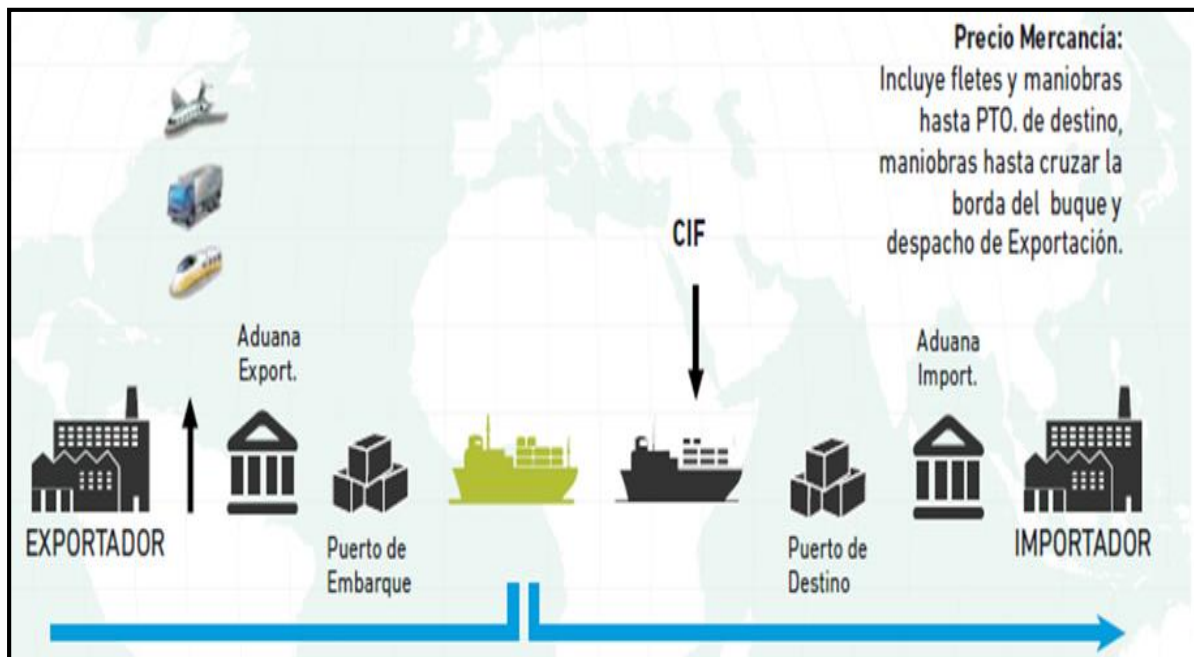 Precio Mercancía:
Incluye fletes y maniobras
hasta PTO. de destino,
maniobras hasta cruzar la
borda del buque y
despacho de Exportación.
CIF
Aduana
Export.
Aduana
Import.
EXPORTADOR
Puerto de
Embarque
Puerto de
Destino
IMPORTADOR